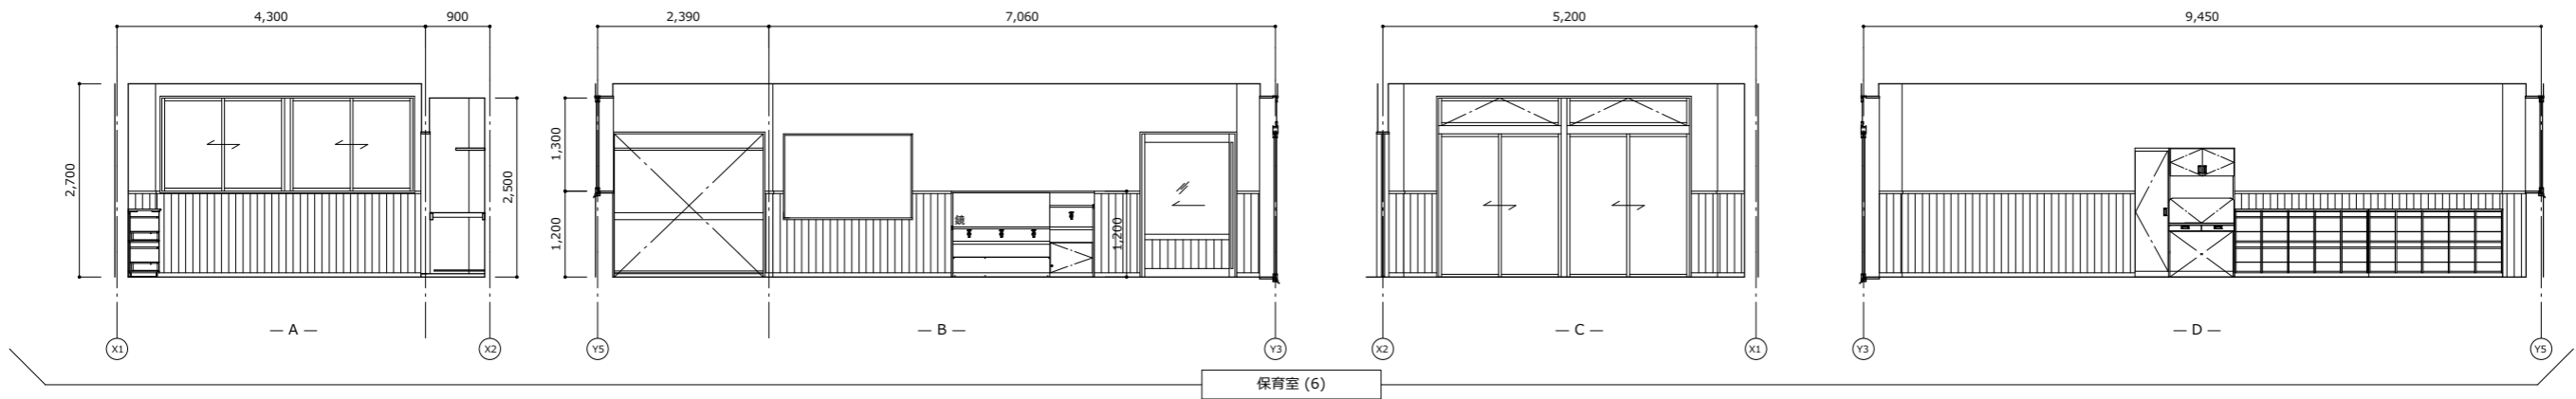 4,300
900
2,390
7,060
5,200
9,450
2,700
2,500
1,300
1,200
鏡
1,200
— A —
— B —
— C —
— D —
X1
X2
Y5
Y3
X2
X1
Y3
Y5
保育室 (6)